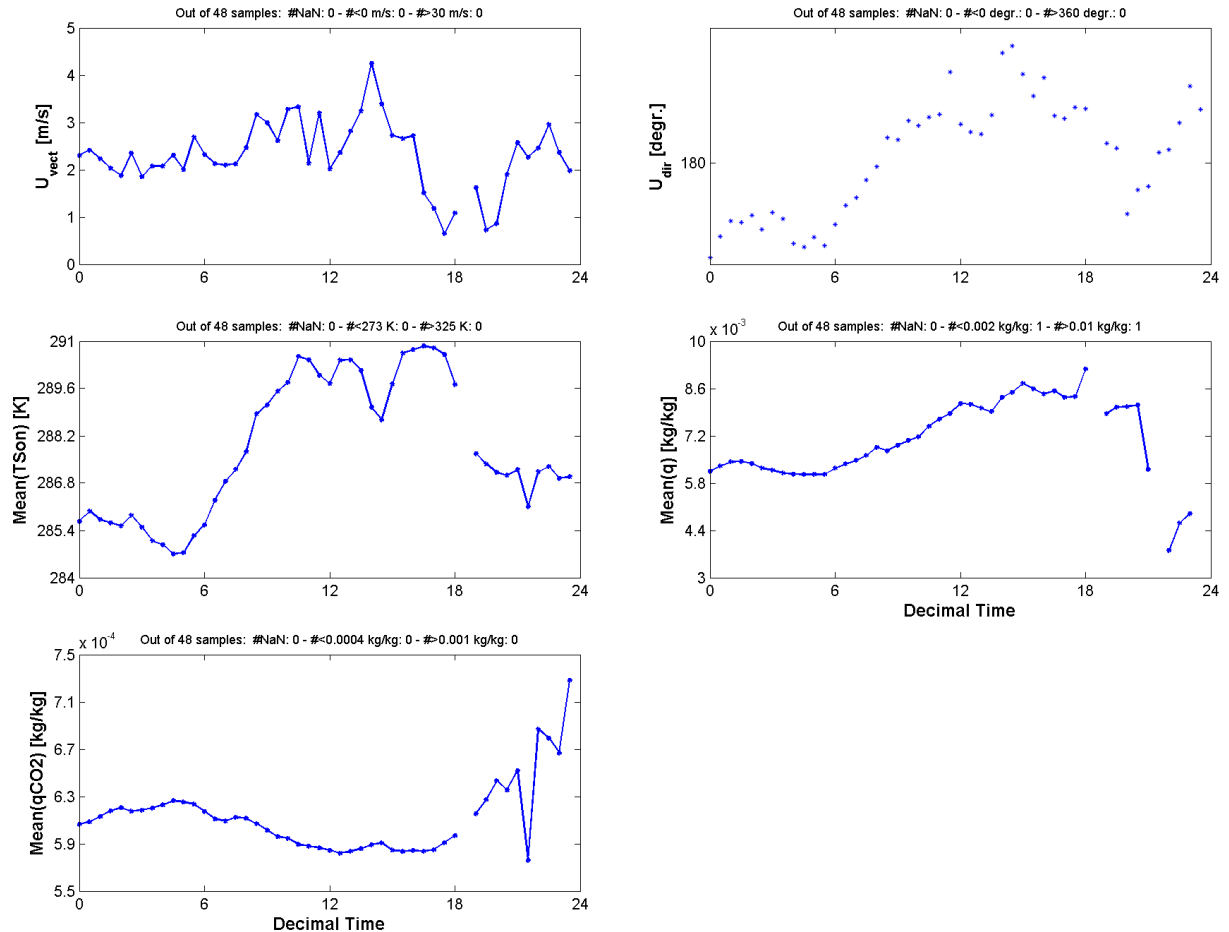 Out of 48 samples: #NaN: 0 - #<0 m/s: 0 - #>30 m/s: 0
5
4
3
2
1
0
U_vect [m/s]
0 6 12 18 24
Out of 48 samples: #NaN: 0 - #<0 degr.: 0 - #>360 degr.: 0
180
U_dir [degr.]
0 6 12 18 24
Out of 48 samples: #NaN: 0 - #<273 K: 0 - #>325 K: 0
291
289.6
288.2
286.8
285.4
284
Mean(TSon) [K]
0 6 12 18 24
x 10^-3
Out of 48 samples: #NaN: 0 - #<0.002 kg/kg: 1 - #>0.01 kg/kg: 1
10
8.6
7.2
5.8
4.4
3
Mean(q) [kg/kg]
0 6 12 18 24
Decimal Time
x 10^-4
Out of 48 samples: #NaN: 0 - #<0.0004 kg/kg: 0 - #>0.001 kg/kg: 0
7.5
7.1
6.7
6.3
5.9
5.5
Mean(qCO2) [kg/kg]
0 6 12 18 24
Decimal Time